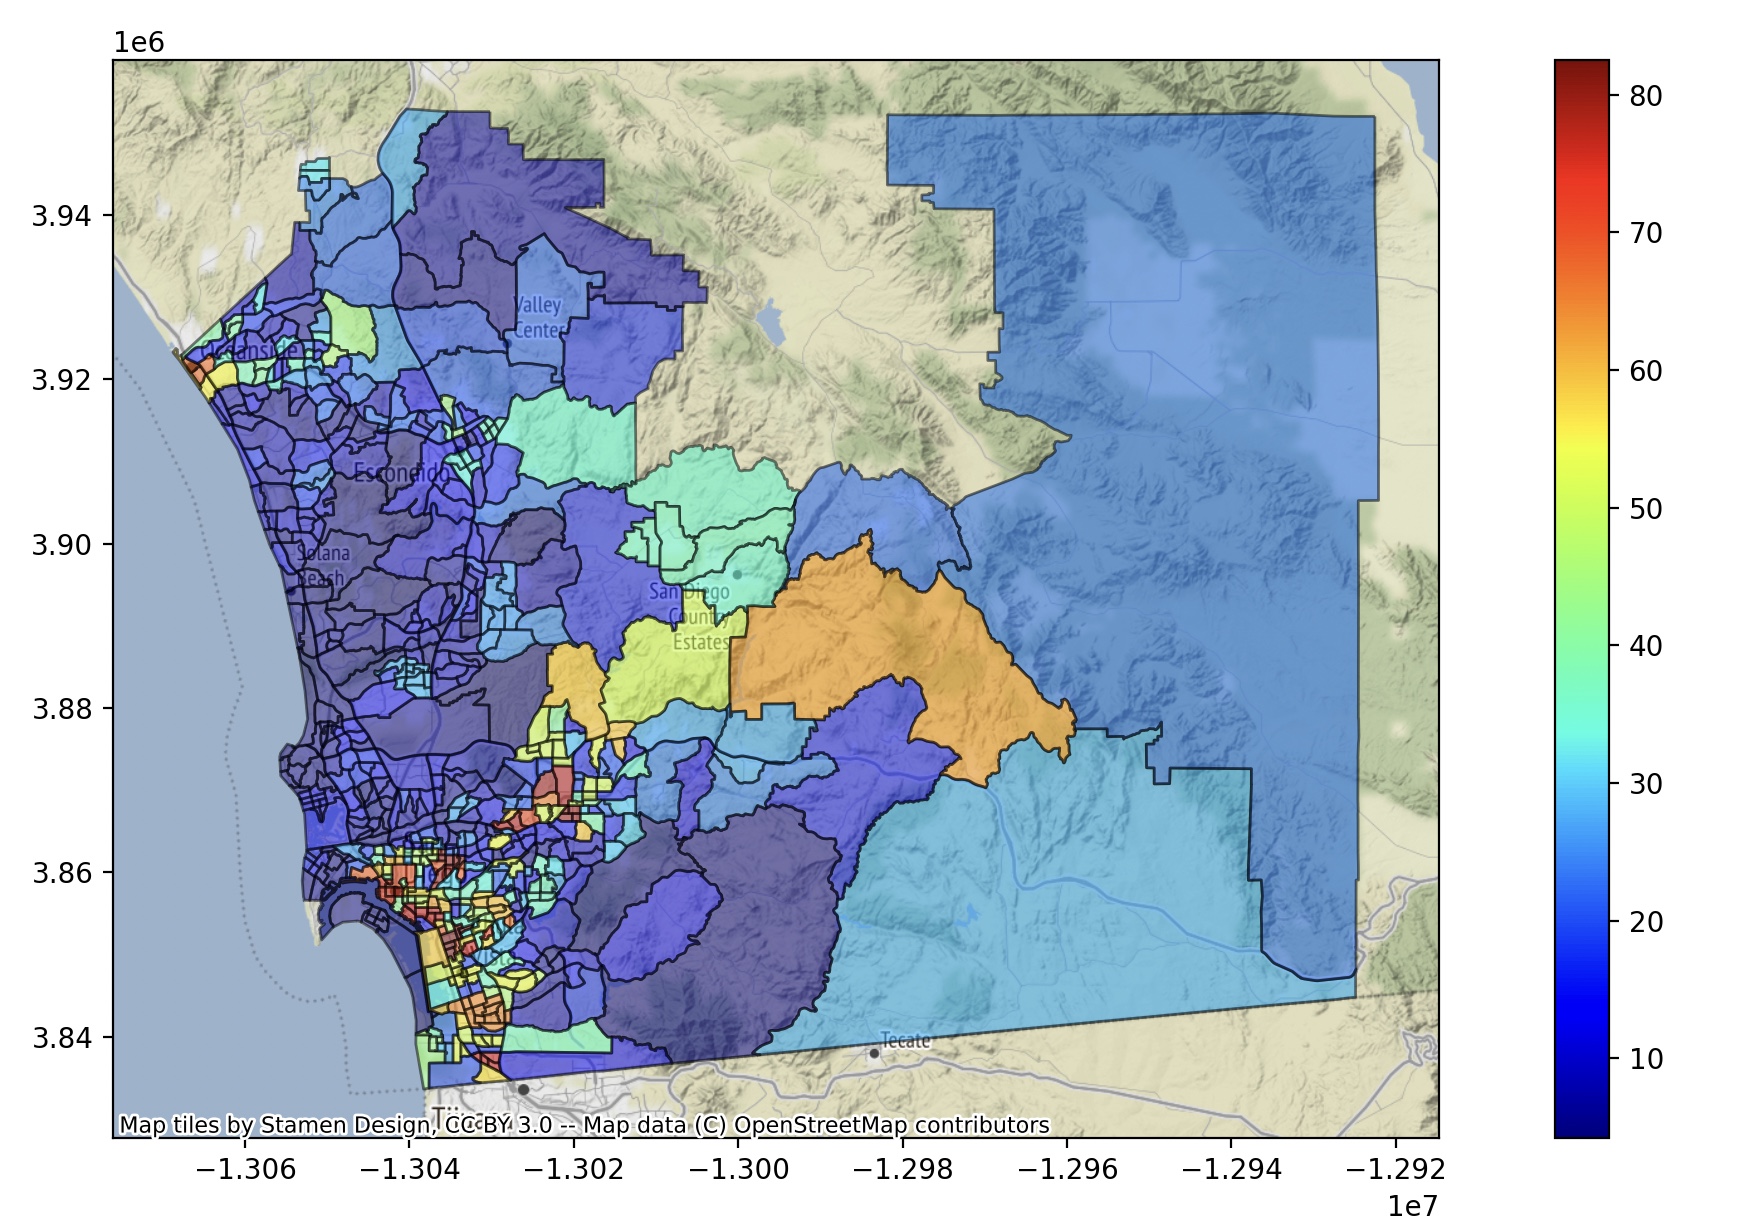 1e6
80
70
60
50
40
30
20
10
3.94
3.92
3.90
3.88
3.86
3.84
Valley
Center
Escondido
Solana
Beach
San Diego
Country
Estates
Tecate
Map tiles by Stamen Design, CC BY 3.0 -- Map data (C) OpenStreetMap contributors
−1.306
−1.304
−1.302
−1.300
−1.298
−1.296
−1.294
−1.292
1e7